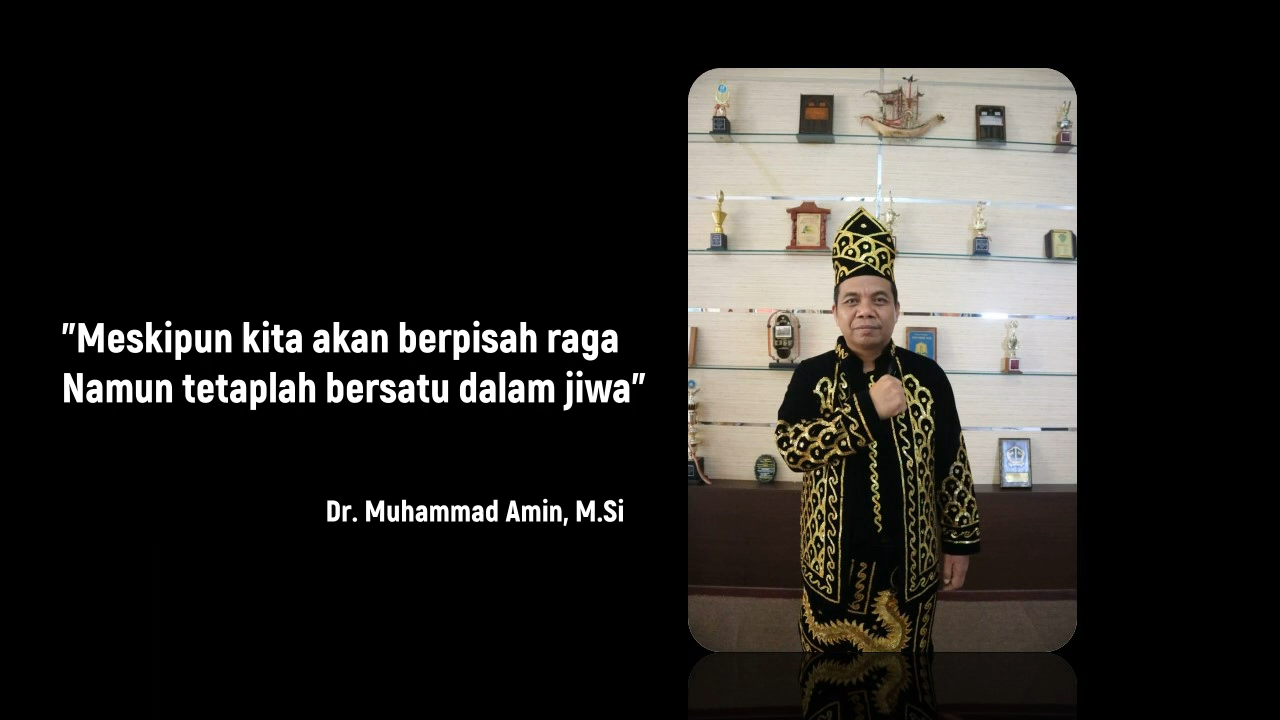 "Meskipun kita akan berpisah raga
Namun tetaplah bersatu dalam jiwa"
Dr. Muhammad Amin, M.Si